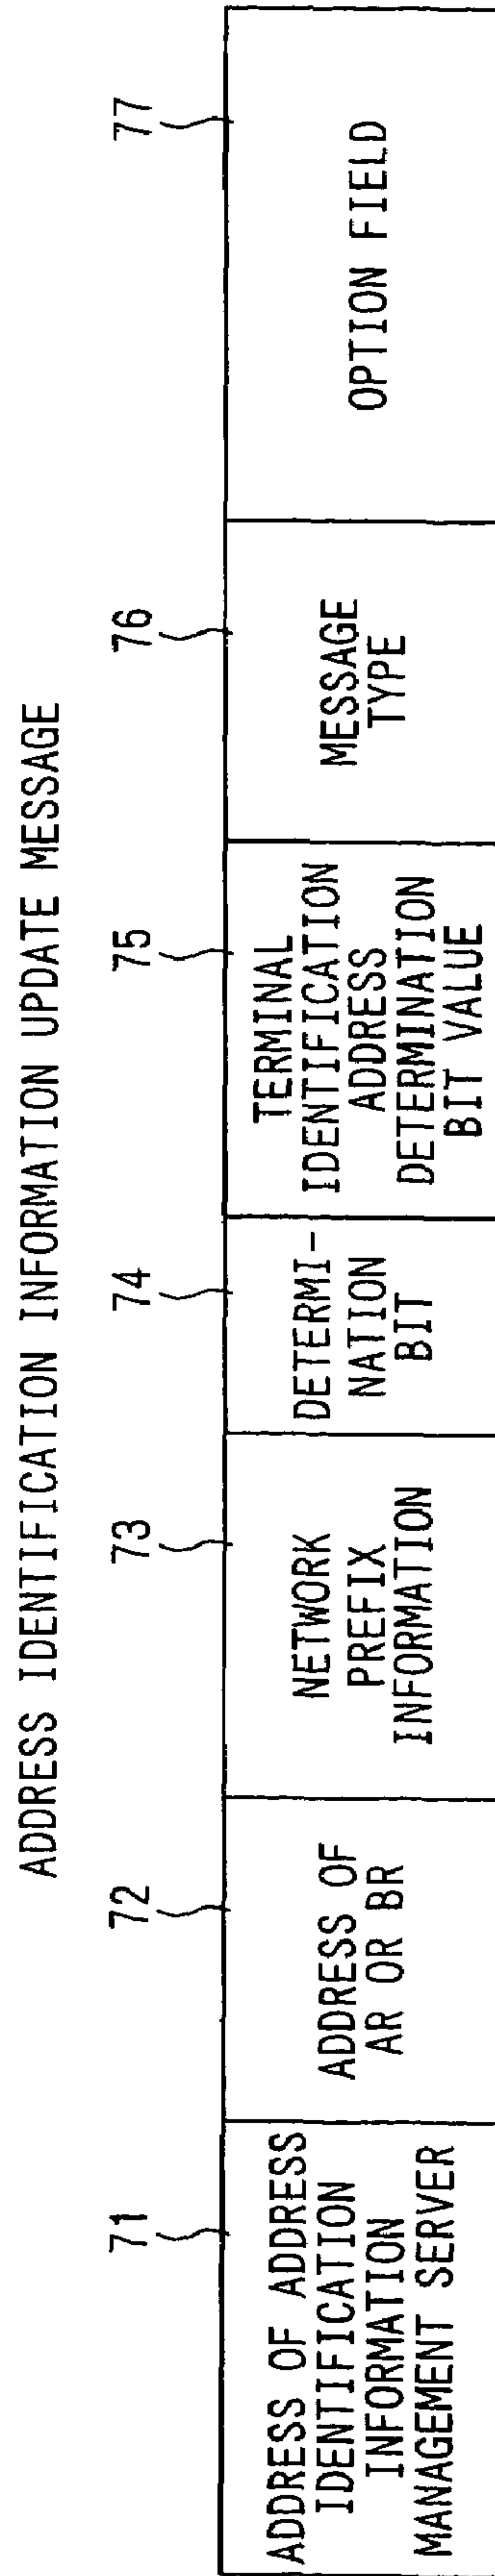 ADDRESS IDENTIFICATION INFORMATION UPDATE MESSAGE
71
72
73
74
75
76
77
ADDRESS OF ADDRESS
IDENTIFICATION
INFORMATION
MANAGEMENT SERVER
ADDRESS OF
AR OR BR
NETWORK
PREFIX
INFORMATION
DETERMI-
NATION
BIT
TERMINAL
IDENTIFICATION
ADDRESS
DETERMINATION
BIT VALUE
MESSAGE
TYPE
OPTION FIELD